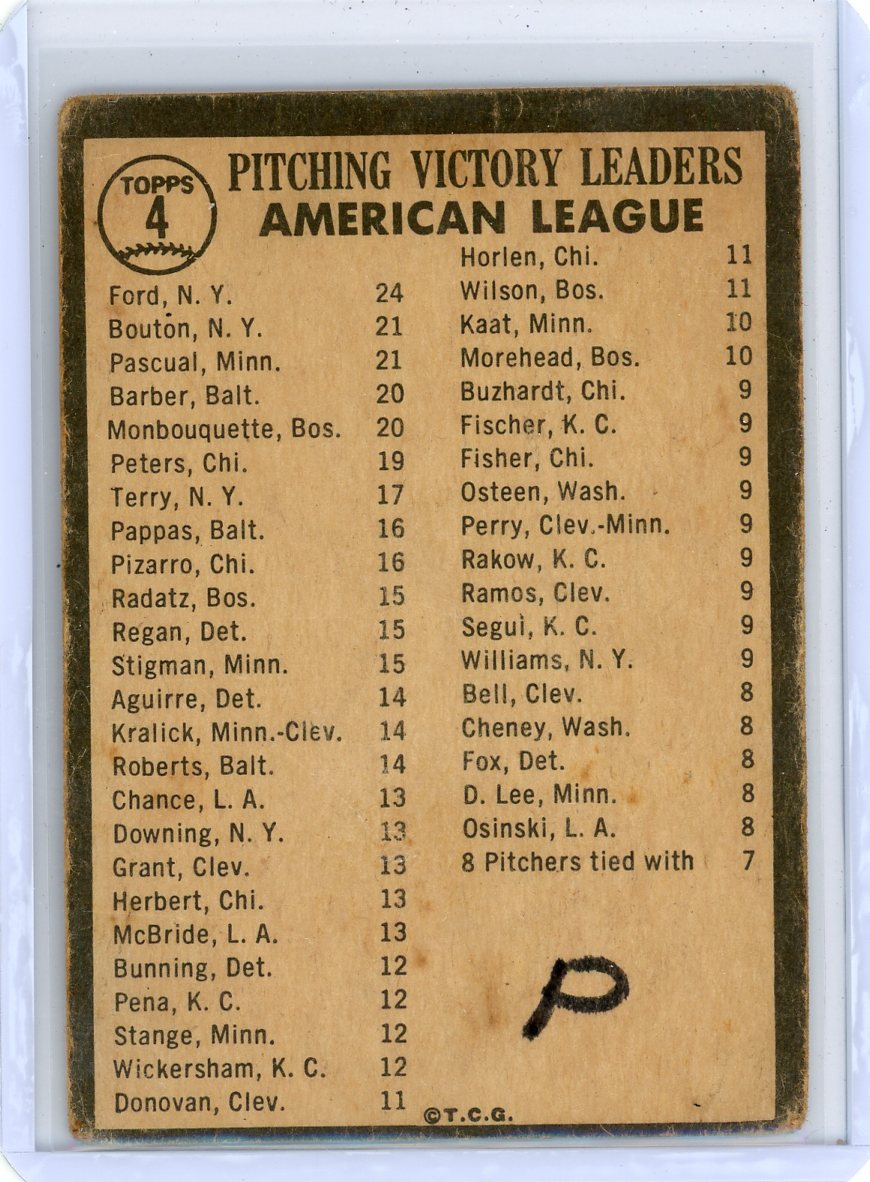 TOPPS
4
PITCHING VICTORY LEADERS
AMERICAN LEAGUE
Ford, N. Y. 24
Bouton, N. Y. 21
Pascual, Minn. 21
Barber, Balt. 20
Monbouquette, Bos. 20
Peters, Chi. 19
Terry, N. Y. 17
Pappas, Balt. 16
Pizarro, Chi. 16
Radatz, Bos. 15
Regan, Det. 15
Stigman, Minn. 15
Aguirre, Det. 14
Kralick, Minn.-Clev. 14
Roberts, Balt. 14
Chance, L. A. 13
Downing, N. Y. 13
Grant, Clev. 13
Herbert, Chi. 13
McBride, L. A. 13
Bunning, Det. 12
Pena, K. C. 12
Stange, Minn. 12
Wickersham, K. C. 12
Donovan, Clev. 11
Horlen, Chi. 11
Wilson, Bos. 11
Kaat, Minn. 10
Morehead, Bos. 10
Buzhardt, Chi. 9
Fischer, K. C. 9
Fisher, Chi. 9
Osteen, Wash. 9
Perry, Clev.-Minn. 9
Rakow, K. C. 9
Ramos, Clev. 9
Segui, K. C. 9
Williams, N. Y. 9
Bell, Clev. 8
Cheney, Wash. 8
Fox, Det. 8
D. Lee, Minn. 8
Osinski, L. A. 8
8 Pitchers tied with 7
P
©T.C.G.